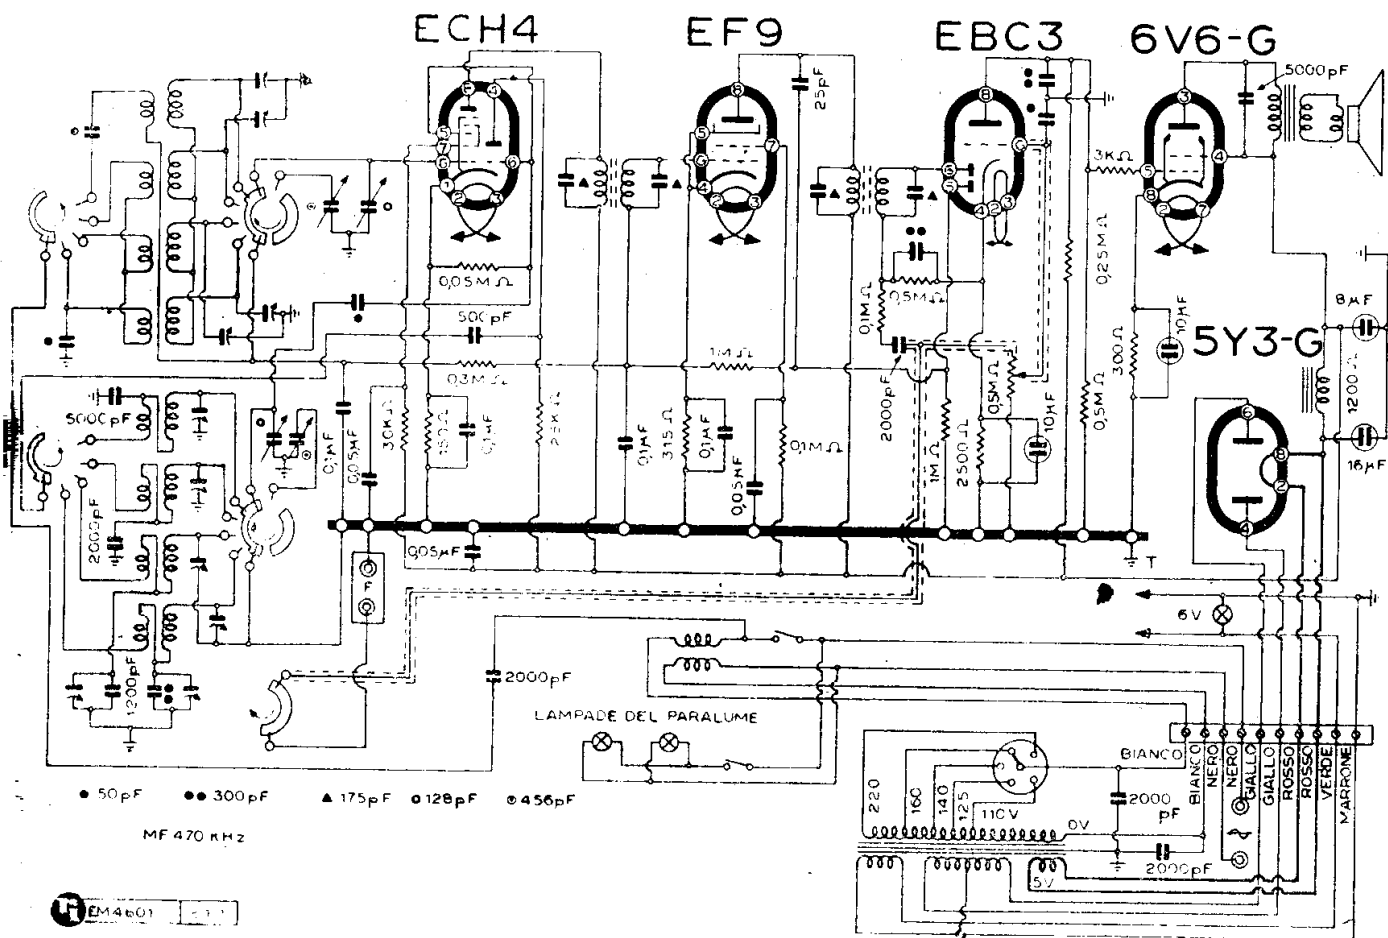 ECH4
EF9
EBC3
6V6-G
5000pF
25pF
3KΩ
0,05MΩ
500pF
0,5MΩ
0,1MΩ
0,25MΩ
300Ω
10µF
8µF
5Y3-G
1200Ω
16µF
0,3MΩ
1MΩ
2000pF
0,5MΩ
0,5MΩ
5000pF
2000pF
0,1µF
0,05µF
30KΩ
150Ω
0,1µF
25KΩ
0,1µF
315Ω
0,1µF
0,05µF
0,1MΩ
1MΩ
2500Ω
10µF
0,05µF
F
T
6V
1200pF
2000pF
LAMPADE DEL PARALUME
BIANCO
BIANCO
NERO
NERO
GIALLO
GIALLO
ROSSO
ROSSO
VERDE
MARRONE
220
160
140
125
110V
0V
5V
2000 pF
2000pF
● 50pF ●● 300pF ▲ 175pF ○ 128pF ⊙ 456pF
MF 470 KHz
EM4601